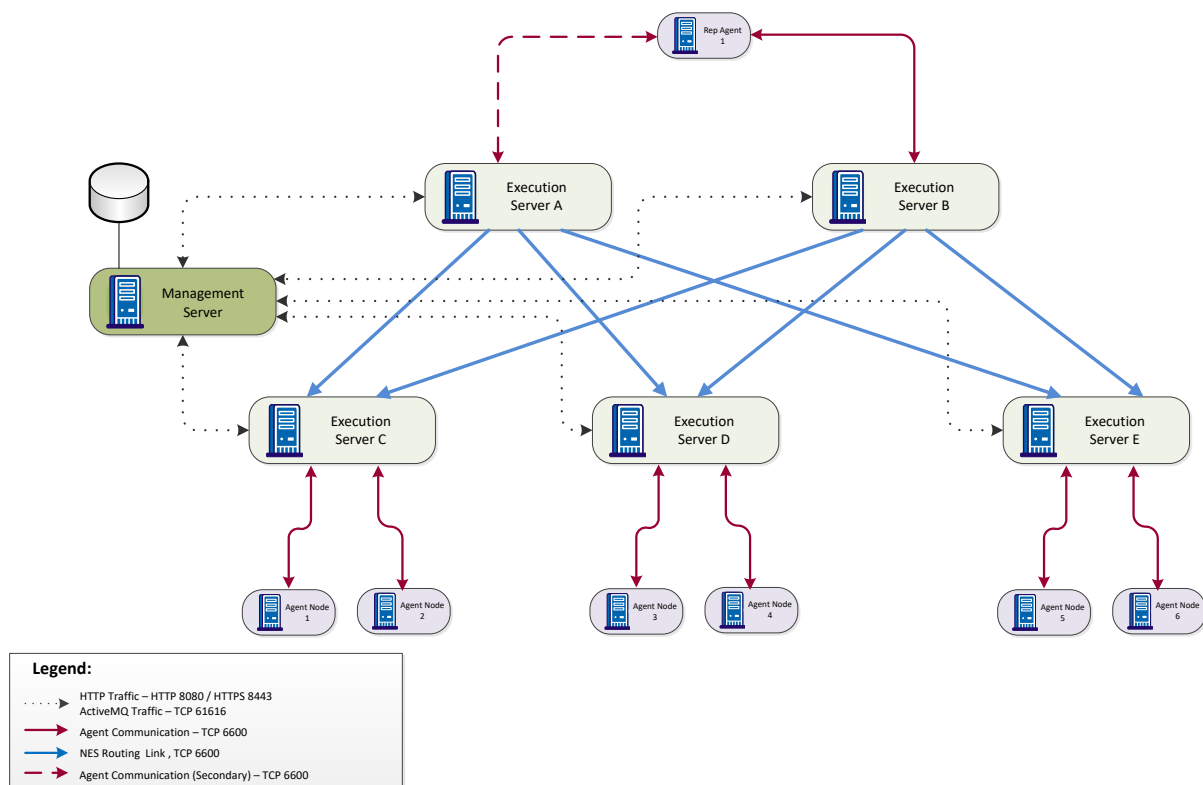 Rep Agent
1
Execution
Server A
Execution
Server B
Management
Server
Execution
Server C
Execution
Server D
Execution
Server E
Agent Node
1
Agent Node
2
Agent Node
3
Agent Node
4
Agent Node
5
Agent Node
6
Legend:
HTTP Traffic – HTTP 8080 / HTTPS 8443
ActiveMQ Traffic – TCP 61616
Agent Communication – TCP 6600
NES Routing Link , TCP 6600
Agent Communication (Secondary) – TCP 6600